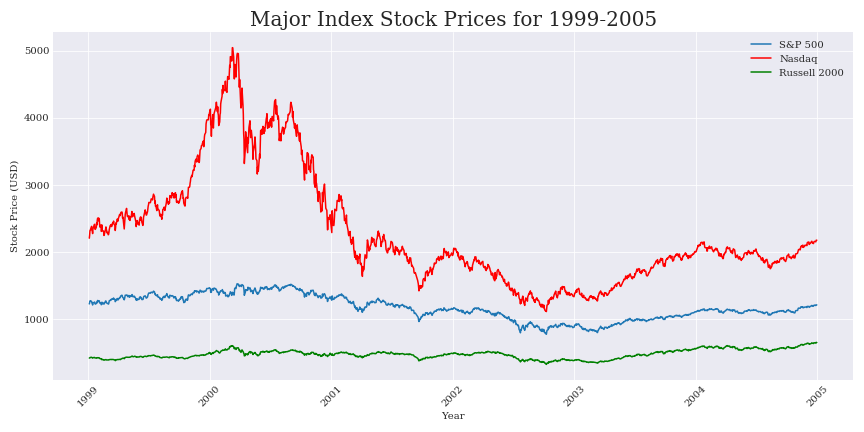 Major Index Stock Prices for 1999-2005
S&P 500
Nasdaq
Russell 2000
Stock Price (USD)
5000
4000
3000
2000
1000
1999
2000
2001
2002
2003
2004
2005
Year